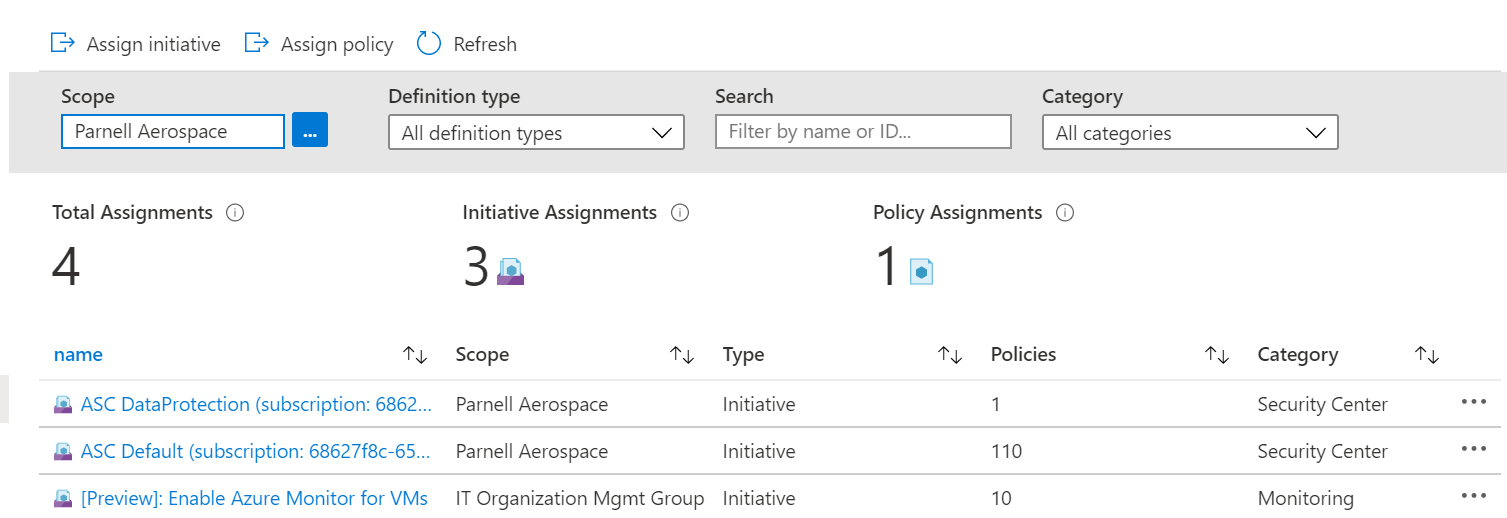 Assign initiative Assign policy Refresh
Scope Definition type Search Category
Parnell Aerospace ... All definition types Filter by name or ID... All categories
Total Assignments Initiative Assignments Policy Assignments
4 3 1
name Scope Type Policies Category
ASC DataProtection (subscription: 6862... Parnell Aerospace Initiative 1 Security Center
ASC Default (subscription: 68627f8c-65... Parnell Aerospace Initiative 110 Security Center
[Preview]: Enable Azure Monitor for VMs IT Organization Mgmt Group Initiative 10 Monitoring